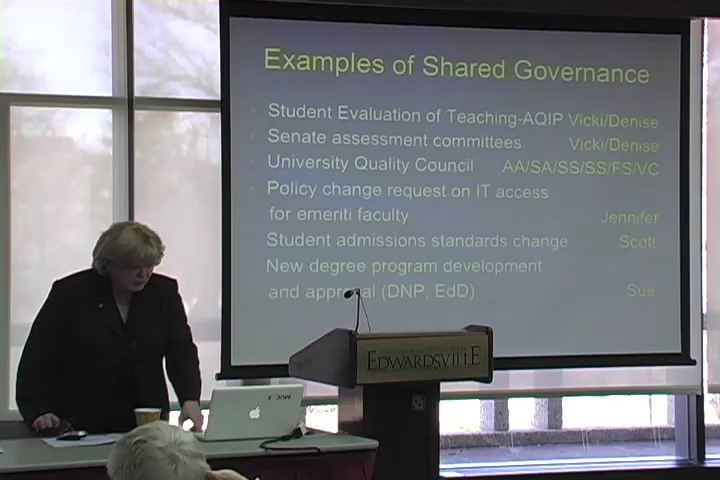 Examples of Shared Governance
Student Evaluation of Teaching-AQIP Vicki/Denise
Senate assessment committees Vicki/Denise
University Quality Council AA/SA/SS/SS/FS/VC
Policy change request on IT access
for emeriti faculty Jennifer
Student admissions standards change Scott
New degree program development
and approval (DNP, EdD) Sue
EDWARDSVILLE